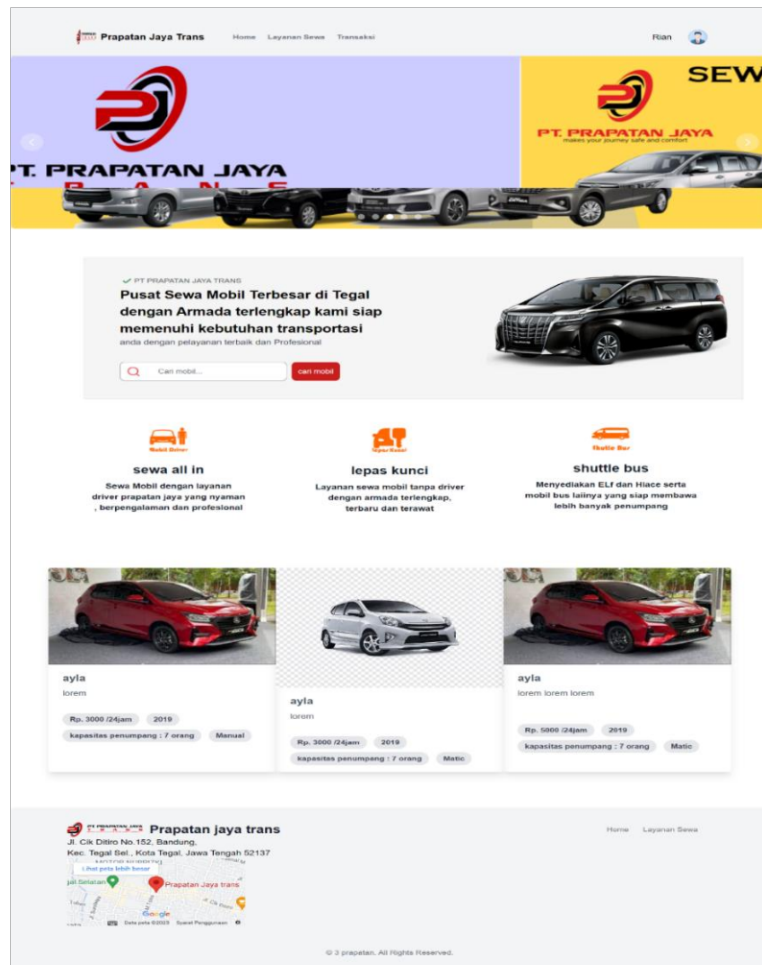 Prapatan Jaya Trans
Home Layanan Sewa Transaksi
Rian
PT. PRAPATAN JAYA
T R A N S
SEW
PT. PRAPATAN JAYA
makes your journey safe and comfort
PT PRAPATAN JAYA TRANS
Pusat Sewa Mobil Terbesar di Tegal
dengan Armada terlengkap kami siap
memenuhi kebutuhan transportasi
anda dengan pelayanan terbaik dan Profesional
Cari mobil...
cari mobil
Mobil Driver
sewa all in
Sewa Mobil dengan layanan
driver prapatan jaya yang nyaman
, berpengalaman dan profesional
lepas kunci
Layanan sewa mobil tanpa driver
dengan armada terlengkap,
terbaru dan terawat
Shuttle Bus
shuttle bus
Menyediakan ELf dan Hiace serta
mobil bus laiinya yang siap membawa
lebih banyak penumpang
ayla
lorem
Rp. 3000 /24jam 2019
kapasitas penumpang : 7 orang Manual
ayla
lorem
Rp. 3000 /24jam 2019
kapasitas penumpang : 7 orang Matic
ayla
lorem lorem lorem
Rp. 5000 /24jam 2019
kapasitas penumpang : 7 orang Matic
PT. PRAPATAN JAYA
T R A N S
Prapatan jaya trans
Jl. Cik Ditiro No.152, Bandung,
Kec. Tegal Sel., Kota Tegal, Jawa Tengah 52137
Lihat peta lebih besar
Prapatan Jaya trans
Google
Data peta ©2023 Syarat Penggunaan
Home Layanan Sewa
© 3 prapetan. All Rights Reserved.